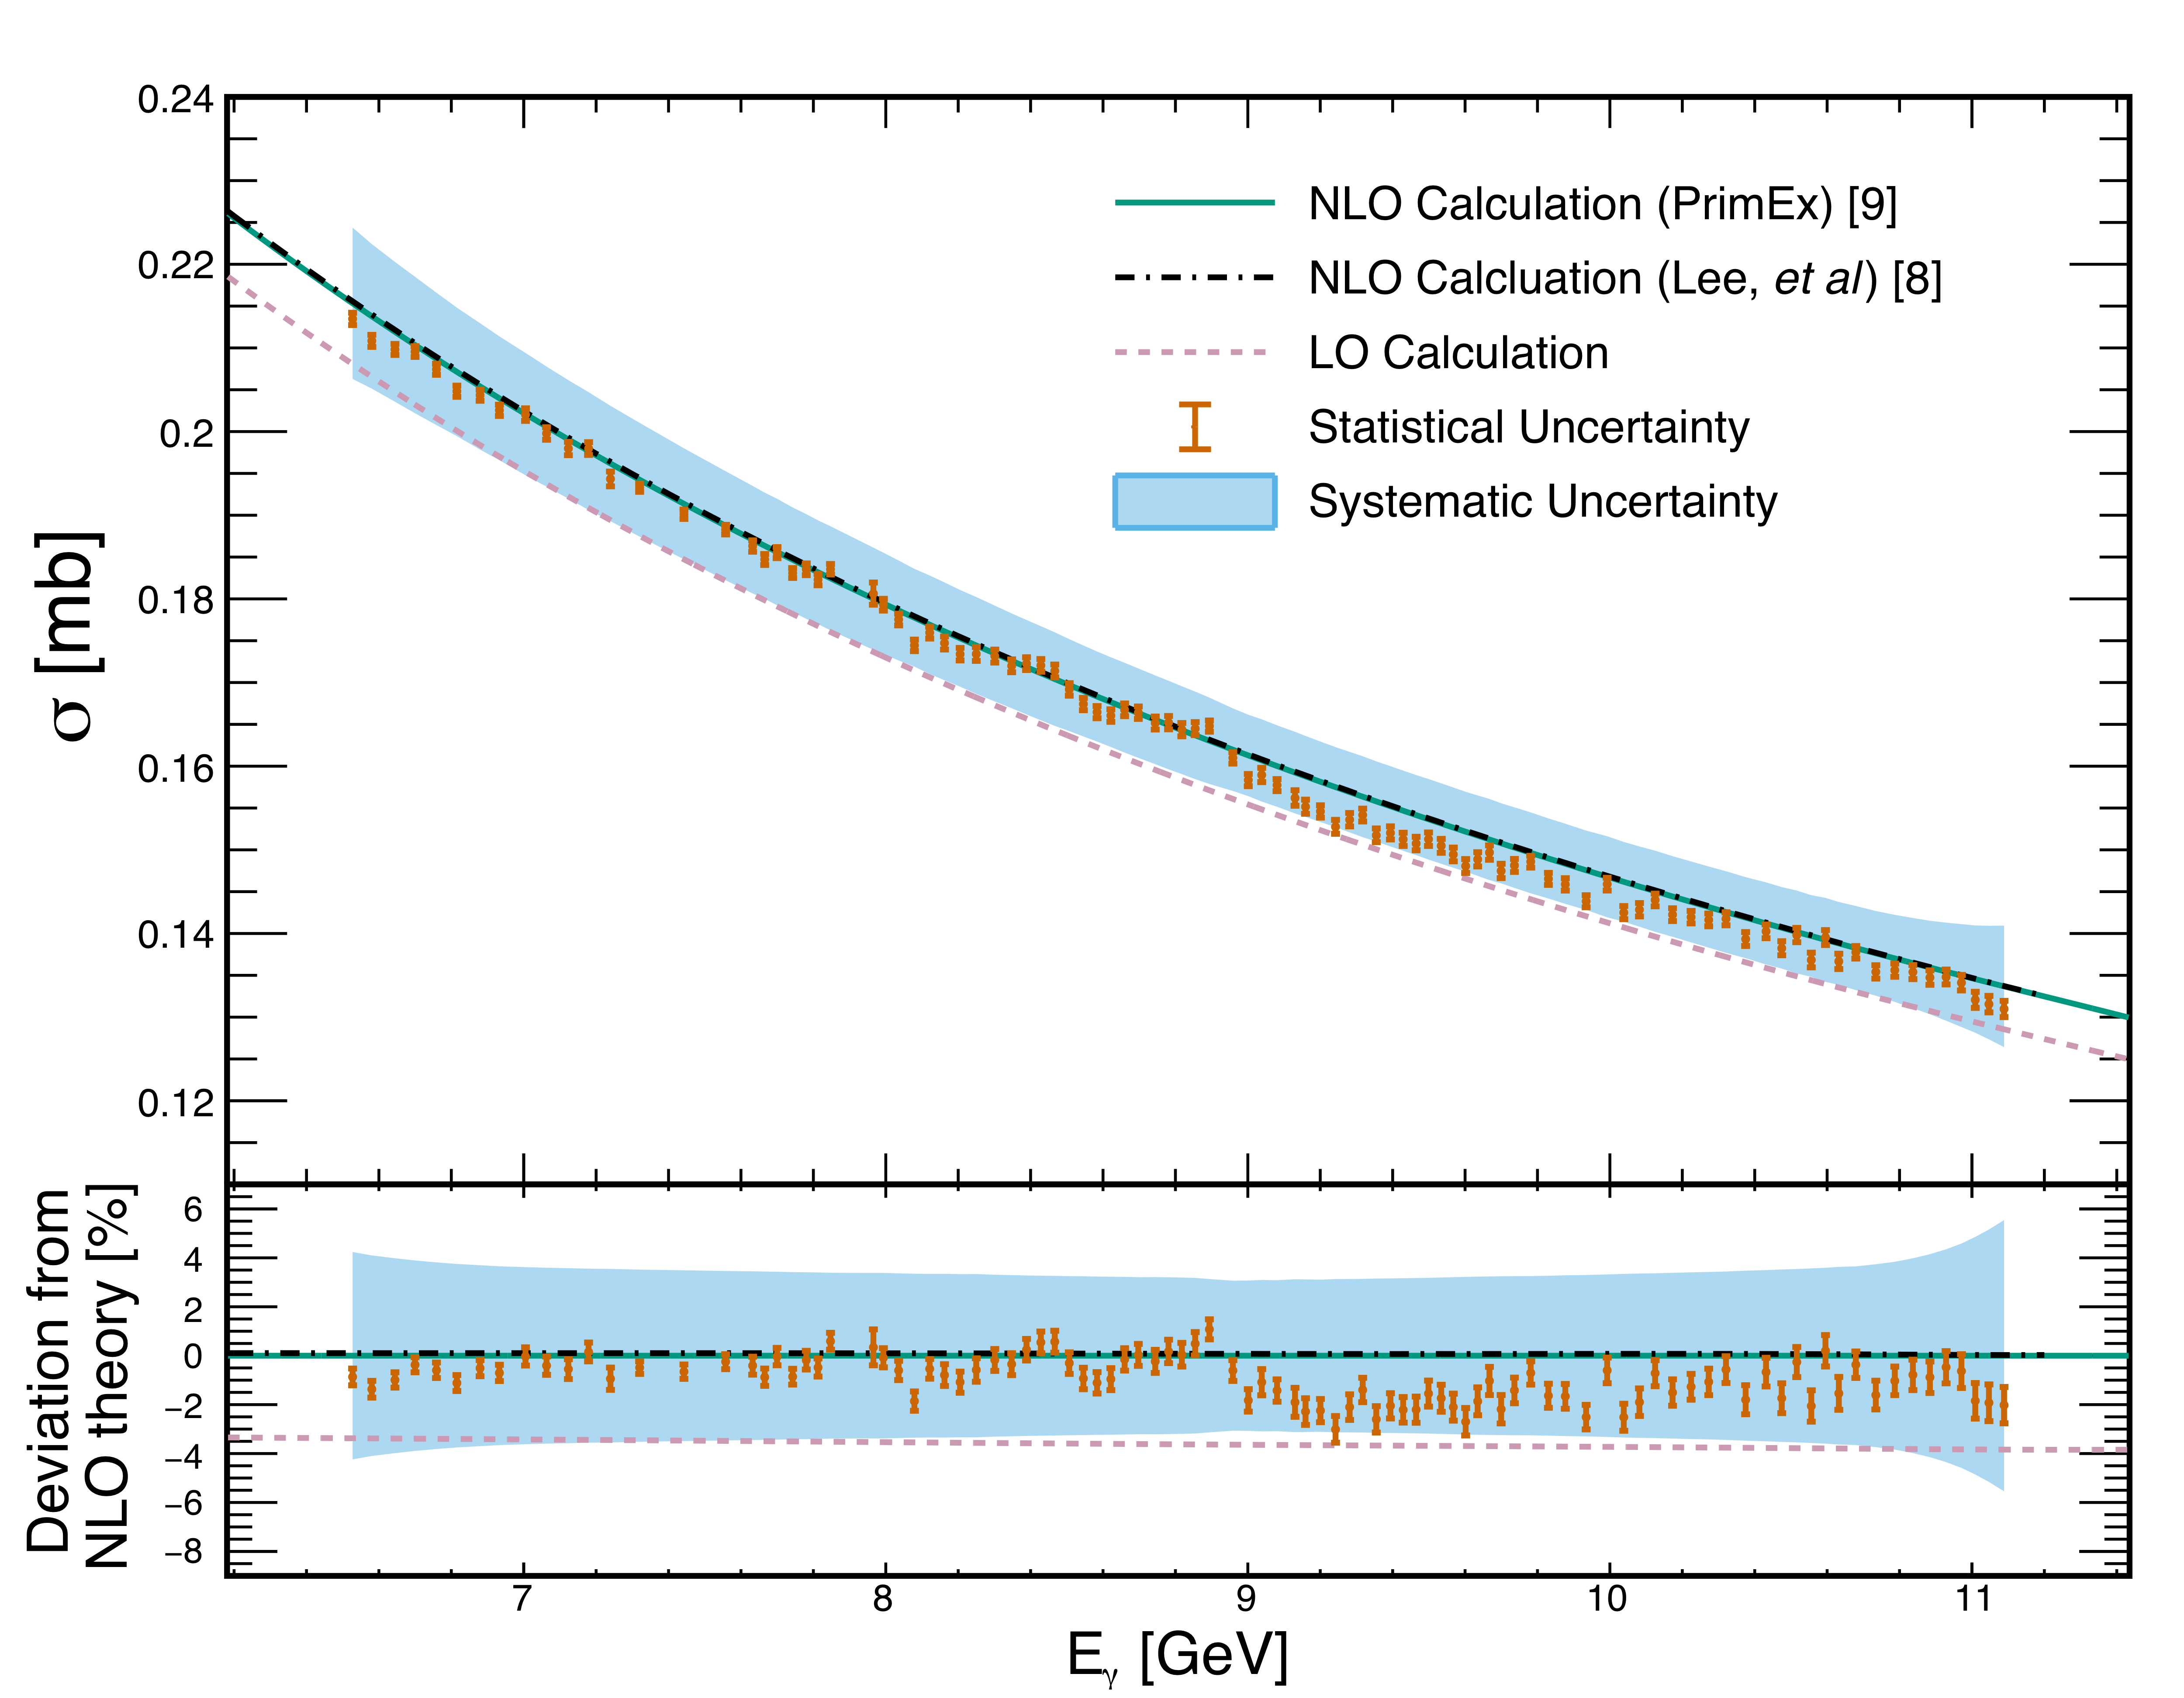 0.24
0.22
0.2
0.18
0.16
0.14
0.12
σ [mb]
NLO Calculation (PrimEx) [9]
NLO Calcluation (Lee, et al) [8]
LO Calculation
Statistical Uncertainty
Systematic Uncertainty
6
4
2
0
−2
−4
−6
−8
Deviation from
NLO theory [%]
7 8 9 10 11
Eγ [GeV]